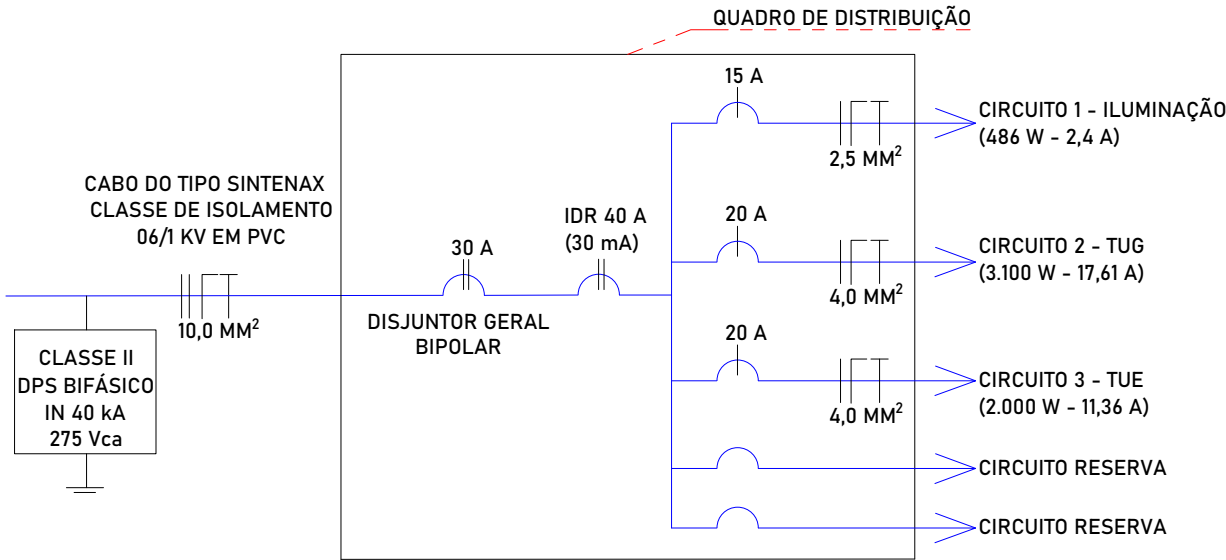 QUADRO DE DISTRIBUIÇÃO
15 A
2,5 MM²
CIRCUITO 1 - ILUMINAÇÃO
(486 W - 2,4 A)
CABO DO TIPO SINTENAX
CLASSE DE ISOLAMENTO
06/1 KV EM PVC
10,0 MM²
30 A
DISJUNTOR GERAL
BIPOLAR
IDR 40 A
(30 mA)
20 A
4,0 MM²
CIRCUITO 2 - TUG
(3.100 W - 17,61 A)
CLASSE II
DPS BIFÁSICO
IN 40 kA
275 Vca
20 A
4,0 MM²
CIRCUITO 3 - TUE
(2.000 W - 11,36 A)
CIRCUITO RESERVA
CIRCUITO RESERVA